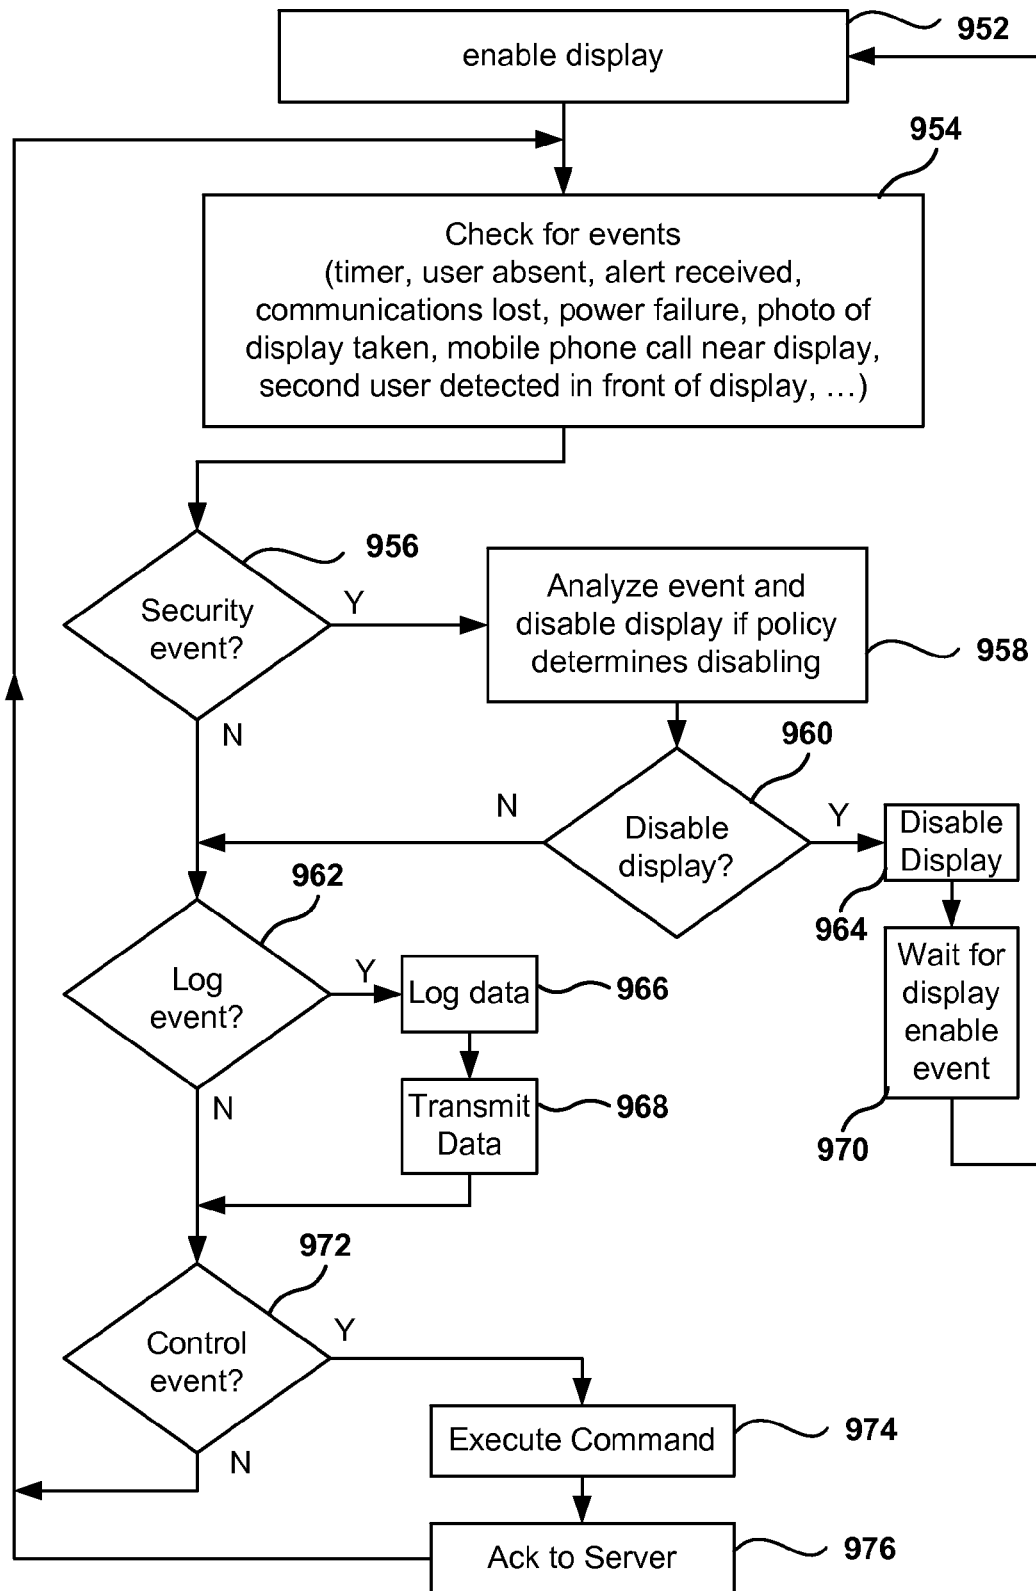 enable display
952
954
Check for events
(timer, user absent, alert received,
communications lost, power failure, photo of
display taken, mobile phone call near display,
second user detected in front of display, …)
956
Security
event?
Y
N
Analyze event and
disable display if policy
determines disabling
958
960
Disable
display?
N
Y
Disable
Display
964
962
Log
event?
Y
N
Log data
966
Transmit
Data
968
Wait for
display
enable
event
970
972
Control
event?
Y
N
Execute Command
974
Ack to Server
976